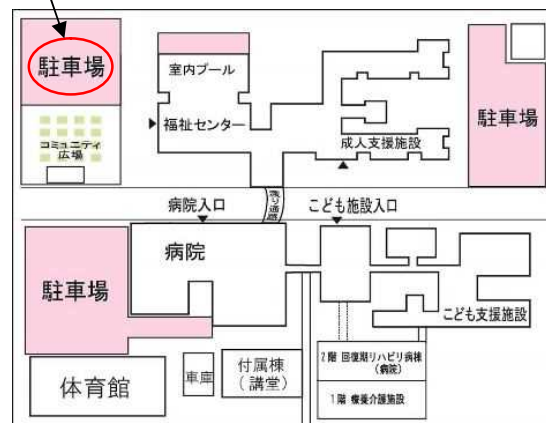 駐車場
室内プール
福祉センター
コミュニティ
広場
成人支援施設
駐車場
病院入口
渡り通路
こども施設入口
病院
駐車場
こども支援施設
体育館
車庫
付属棟
(講堂)
2階 回復期リハビリ病棟
(病院)
1階 療養介護施設